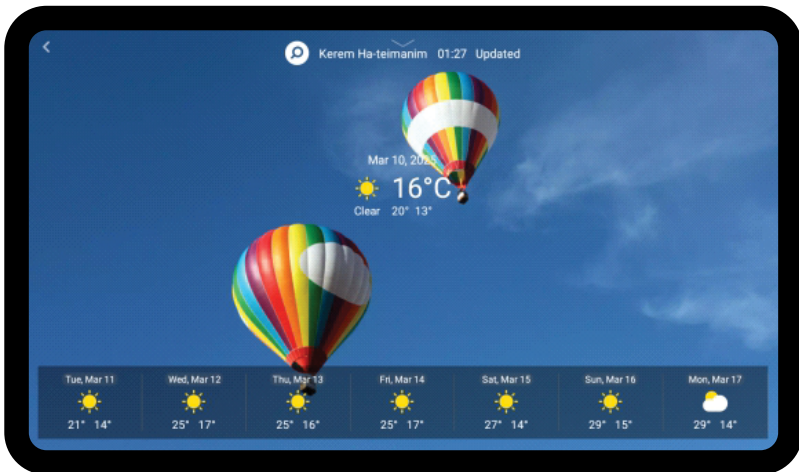 Kerem Ha-teimanim 01:27 Updated
Mar 10, 2025
16°C
Clear 20° 13°
Tue, Mar 11 Wed, Mar 12 Thu, Mar 13 Fri, Mar 14 Sat, Mar 15 Sun, Mar 16 Mon, Mar 17
21° 14° 25° 17° 25° 16° 25° 17° 27° 14° 29° 15° 29° 14°